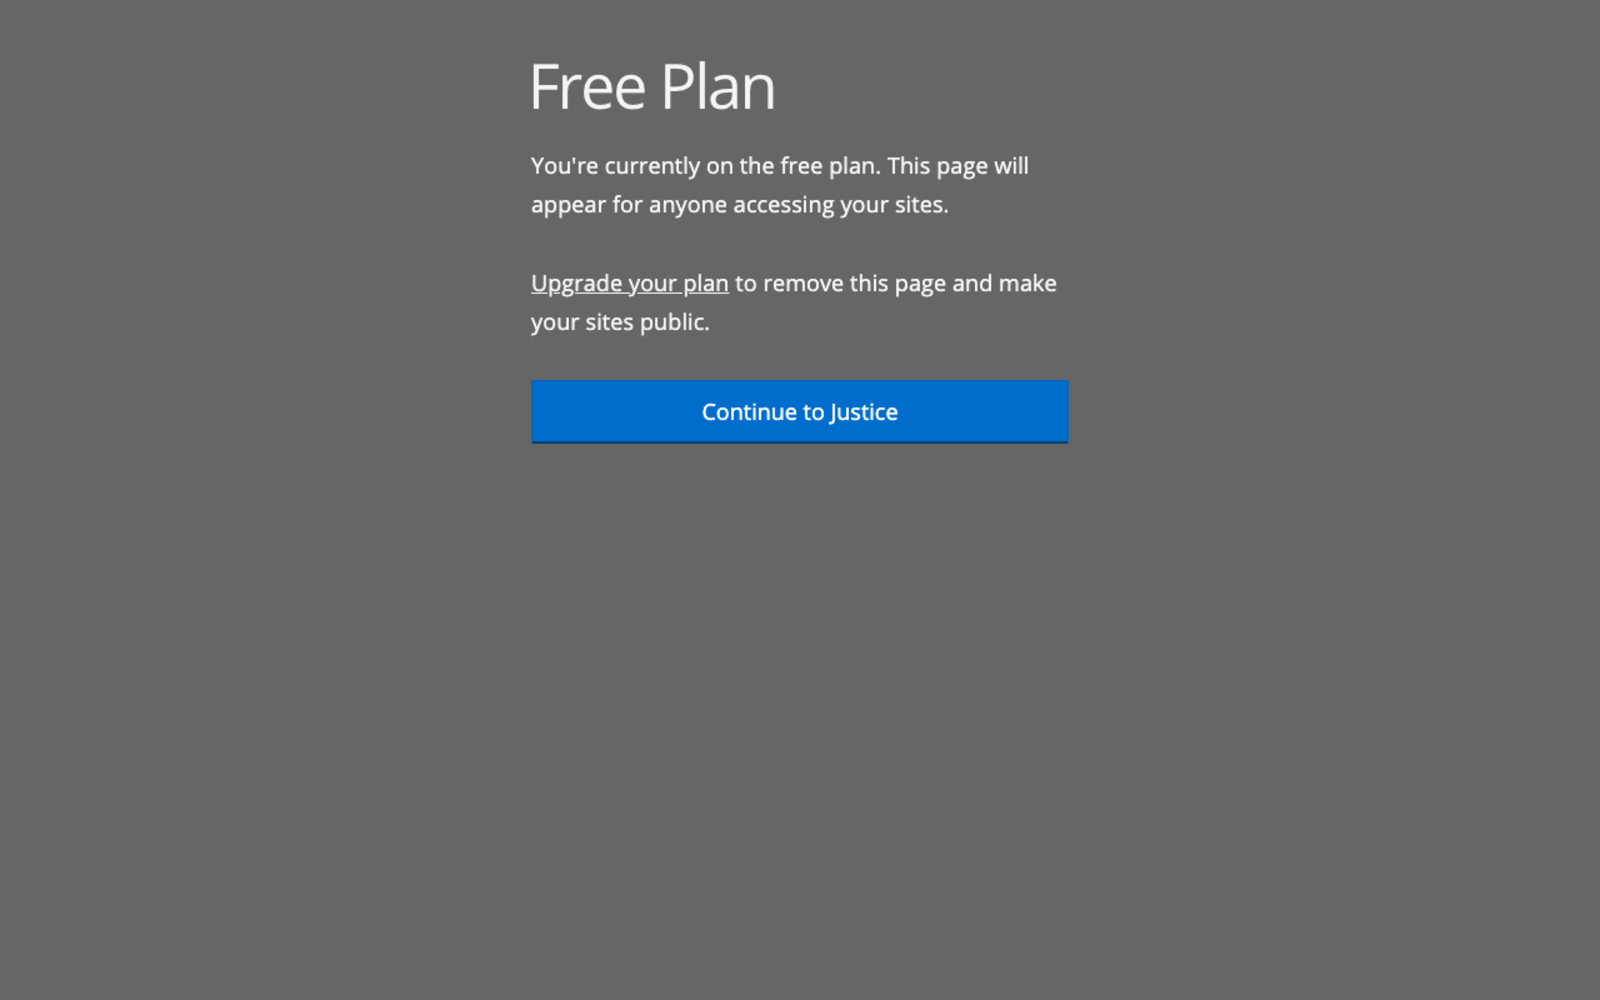 Free Plan
You're currently on the free plan. This page will
appear for anyone accessing your sites.
Upgrade your plan to remove this page and make
your sites public.
Continue to Justice